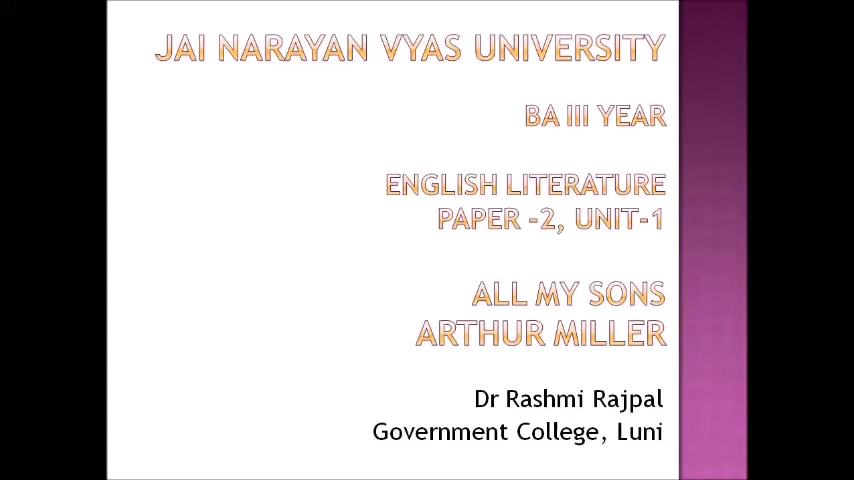 JAI NARAYAN VYAS UNIVERSITY
BA III YEAR
ENGLISH LITERATURE
PAPER -2, UNIT-1
ALL MY SONS
ARTHUR MILLER
Dr Rashmi Rajpal
Government College, Luni